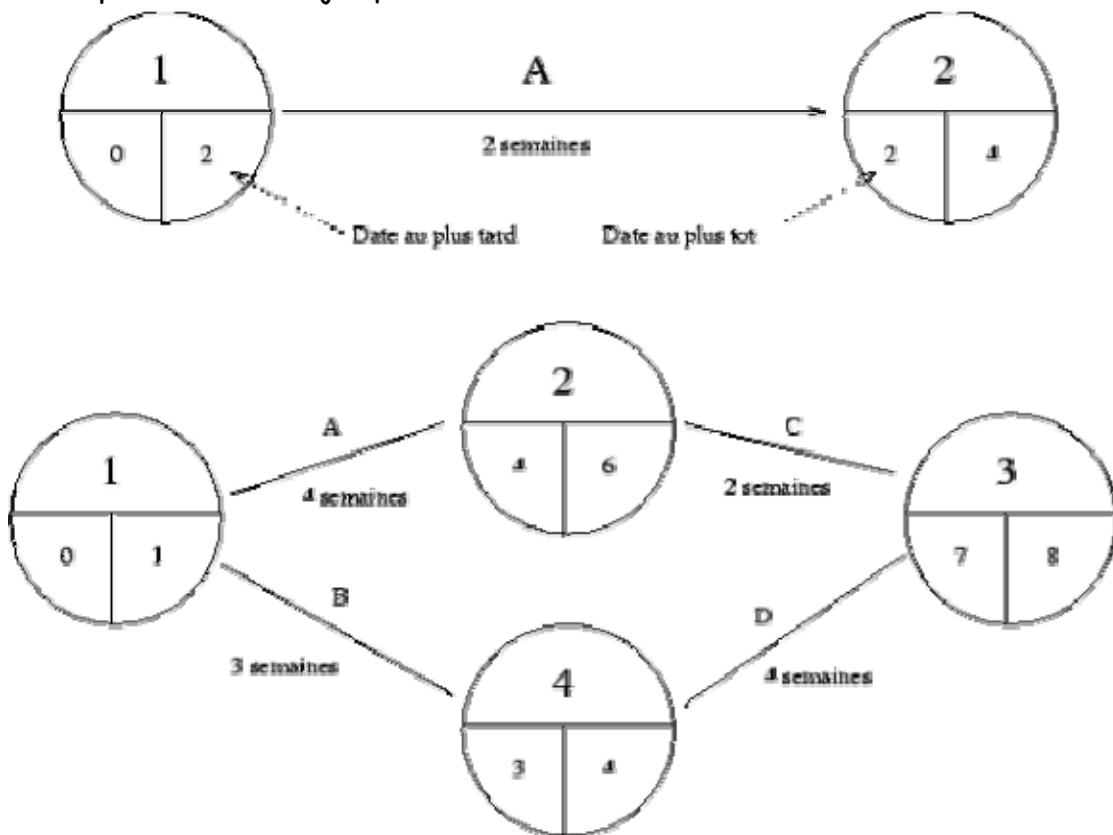 1 A 2
0 2 2 semaines 2 4
Date au plus tard Date au plus tot
2
A C
1 4 6 3
4 semaines 2 semaines
0 1 7 8
B D
3 semaines 4 4 semaines
3 4